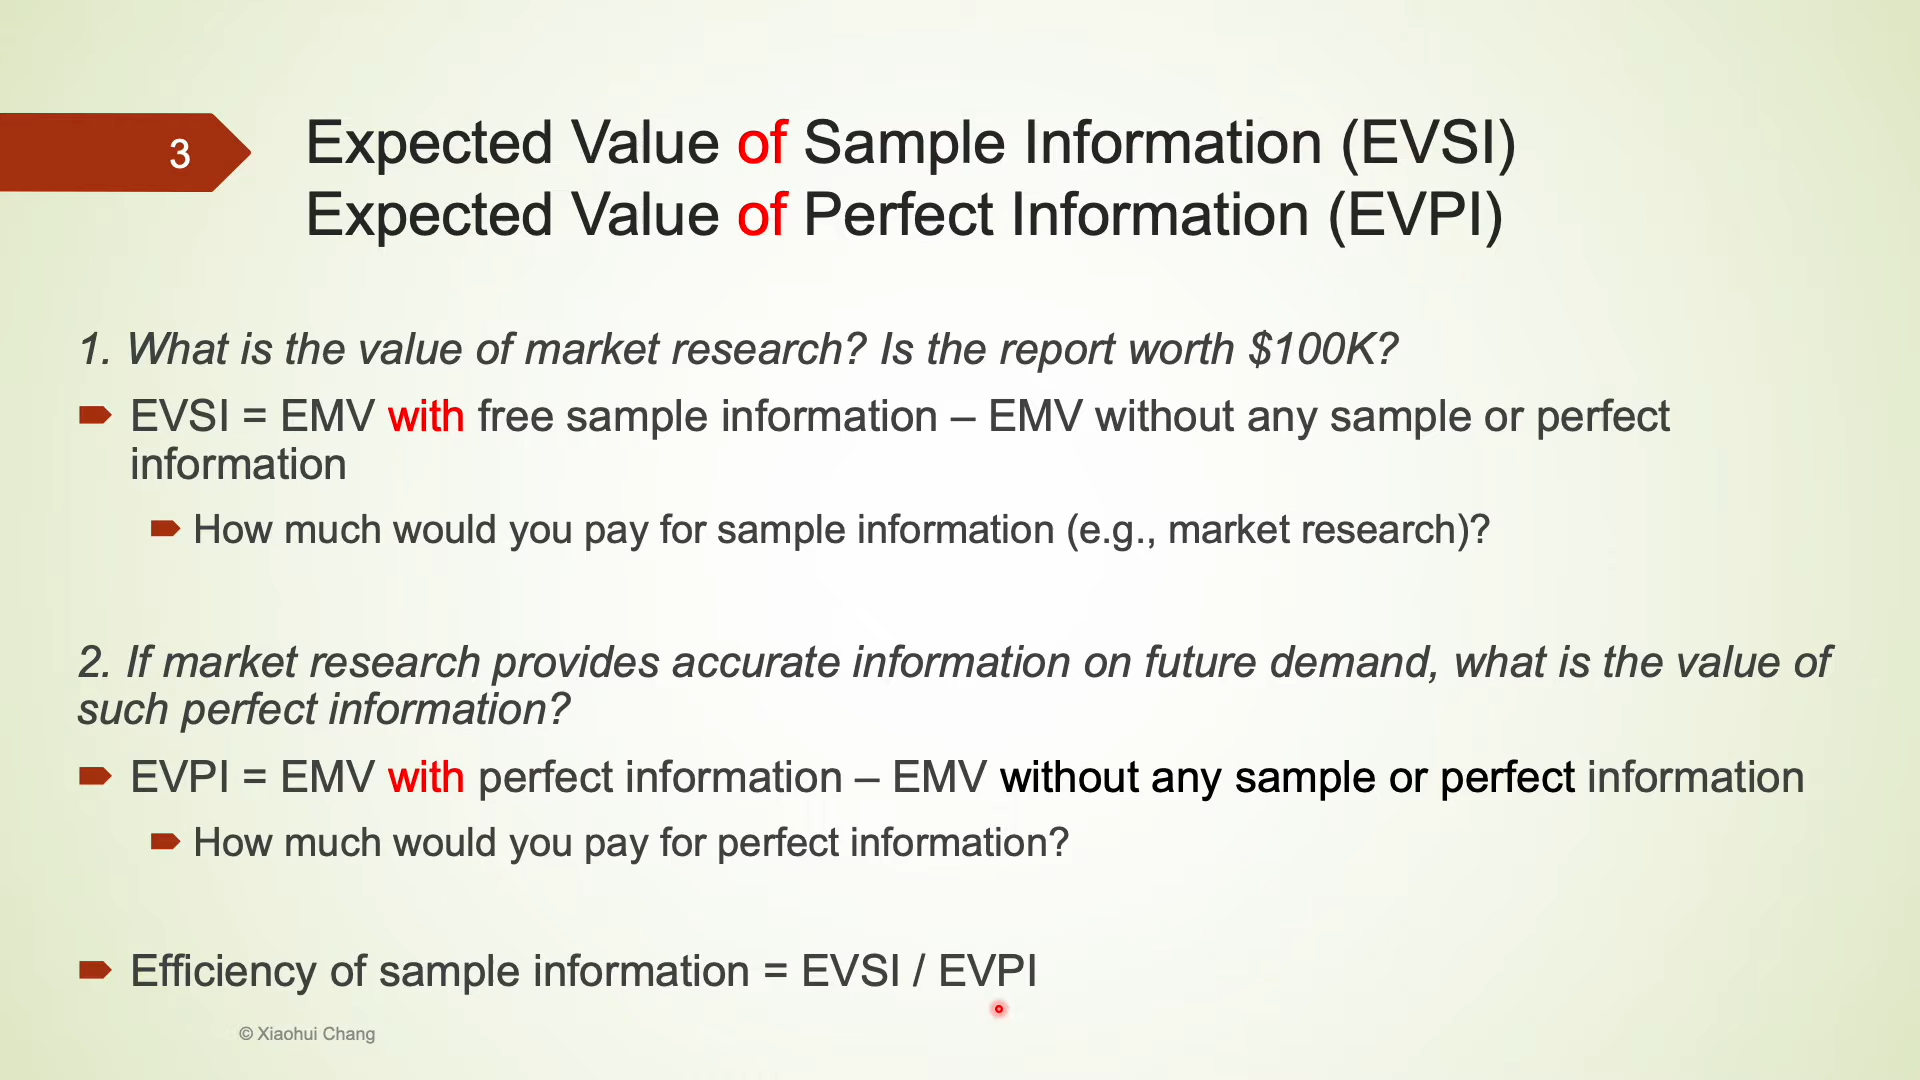 3
Expected Value of Sample Information (EVSI)
Expected Value of Perfect Information (EVPI)
1. What is the value of market research? Is the report worth $100K?
EVSI = EMV with free sample information – EMV without any sample or perfect
information
How much would you pay for sample information (e.g., market research)?
2. If market research provides accurate information on future demand, what is the value of
such perfect information?
EVPI = EMV with perfect information – EMV without any sample or perfect information
How much would you pay for perfect information?
Efficiency of sample information = EVSI / EVPI
© Xiaohui Chang